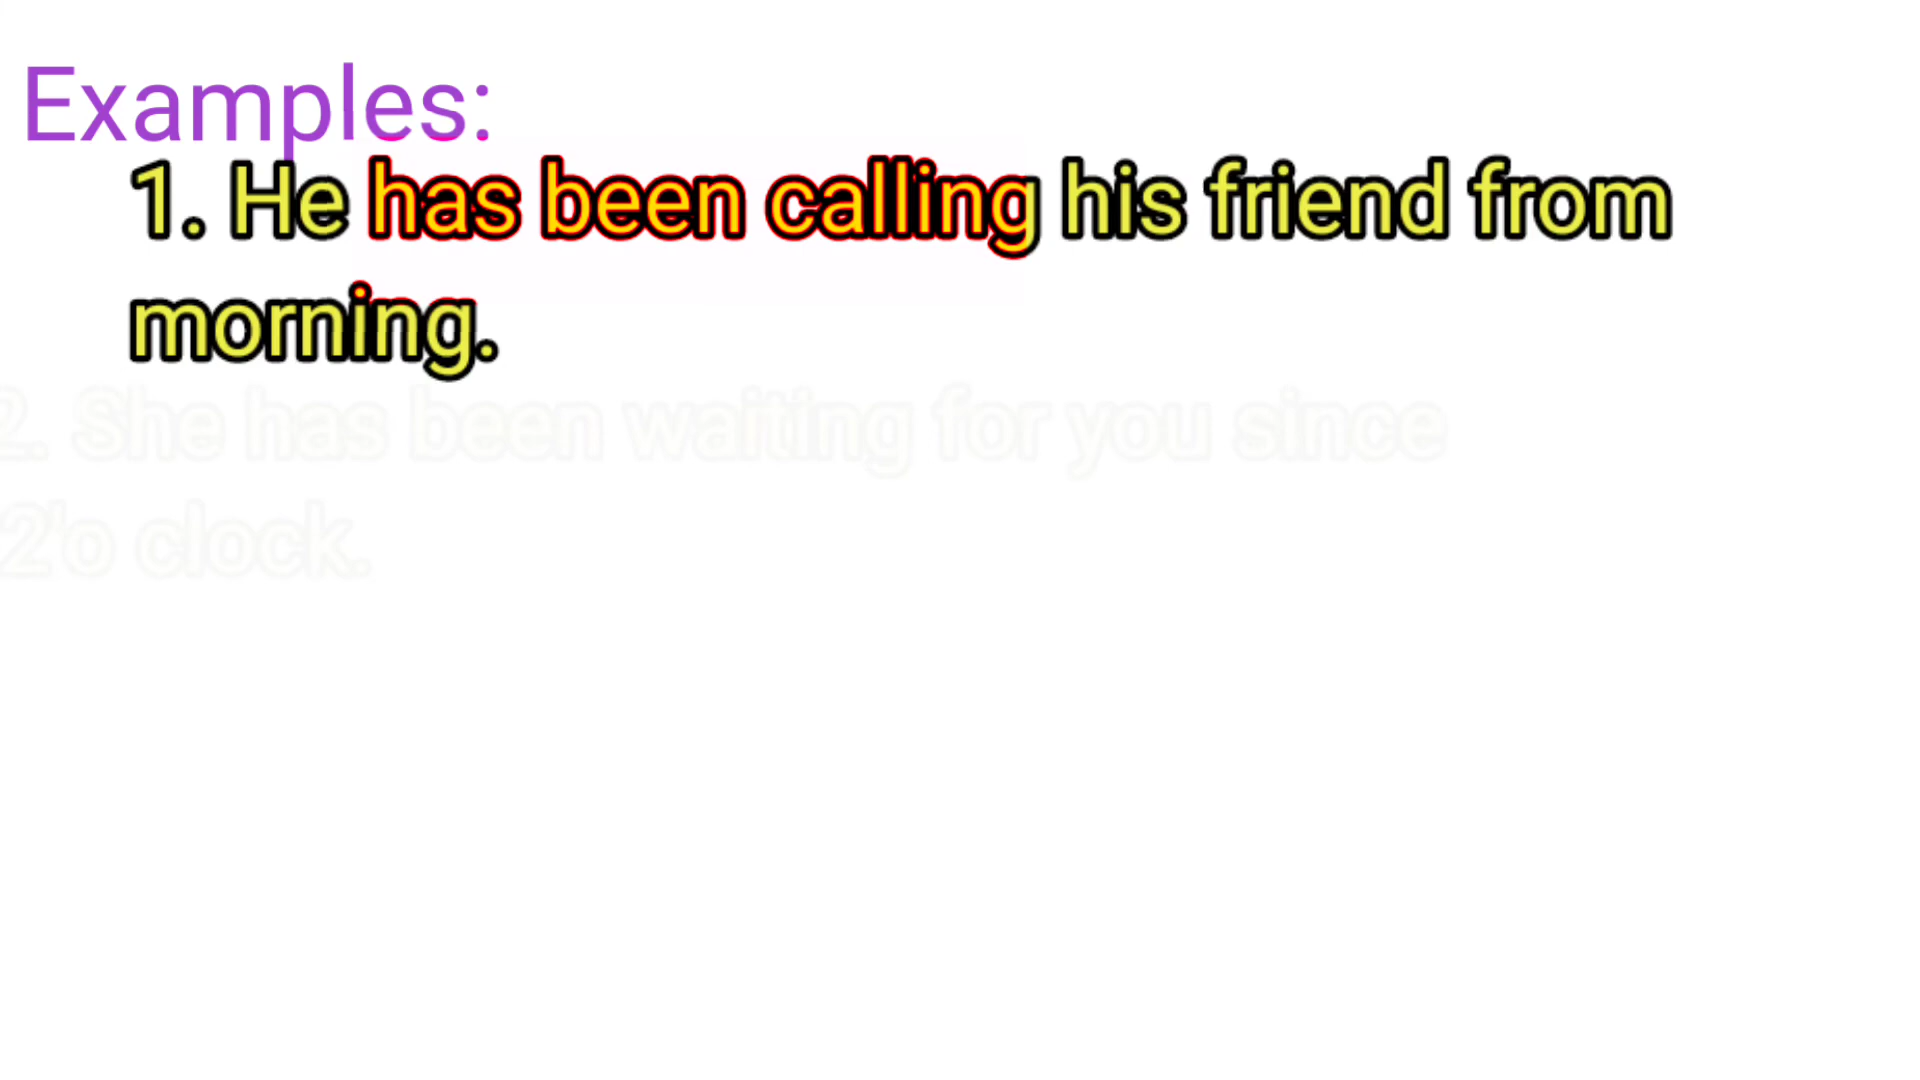 Examples:
1. He has been calling his friend from
morning.
2. She has been waiting for you since
2'o clock.